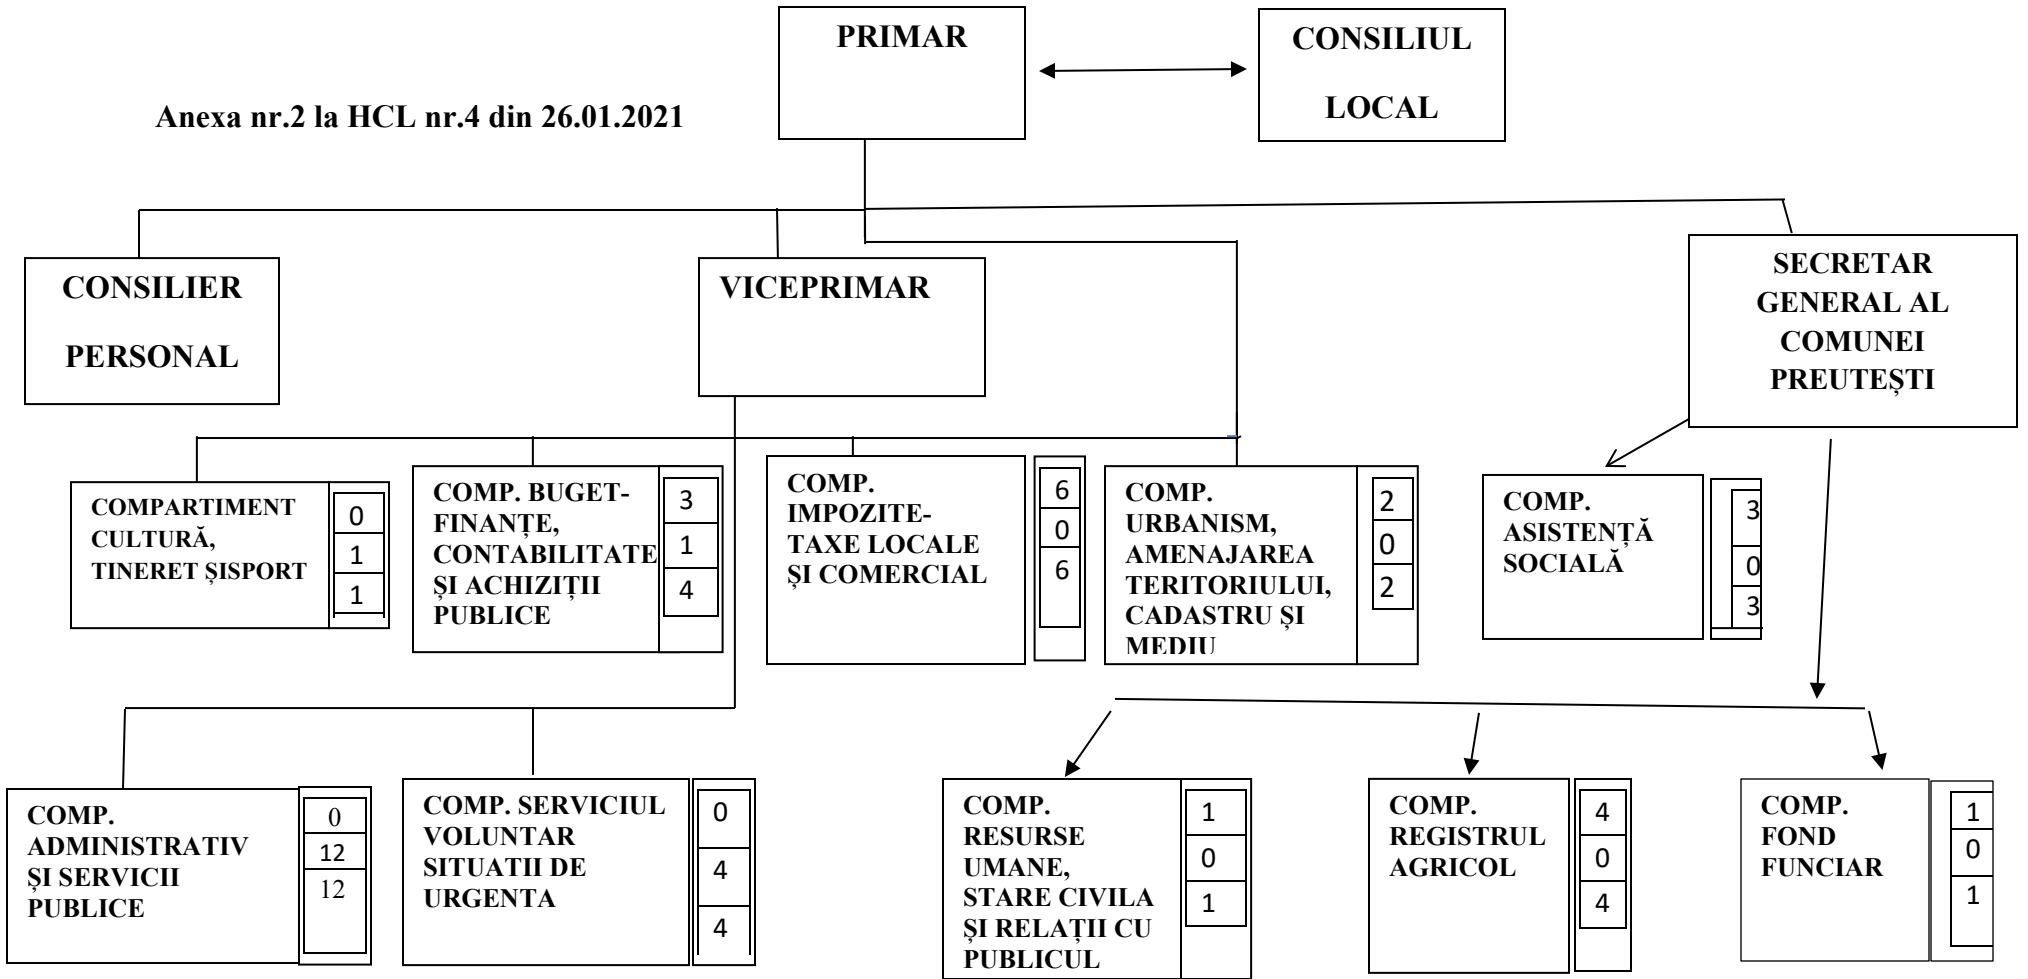 PRIMAR
CONSILIUL
LOCAL
Anexa nr.2 la HCL nr.4 din 26.01.2021
CONSILIER
PERSONAL
VICEPRIMAR
SECRETAR
GENERAL AL
COMUNEI
PREUTEȘTI
COMPARTIMENT
CULTURĂ,
TINERET ȘISPORT
0
1
1
COMP. BUGET-
FINANȚE,
CONTABILITATE
ȘI ACHIZIȚII
PUBLICE
3
1
4
COMP.
IMPOZITE-
TAXE LOCALE
ȘI COMERCIAL
6
0
6
COMP.
URBANISM,
AMENAJAREA
TERITORIULUI,
CADASTRU ȘI
MEDIU
2
0
2
COMP.
ASISTENȚĂ
SOCIALĂ
3
0
3
COMP.
ADMINISTRATIV
ȘI SERVICII
PUBLICE
0
12
12
COMP. SERVICIUL
VOLUNTAR
SITUATII DE
URGENTA
0
4
4
COMP.
RESURSE
UMANE,
STARE CIVILA
ȘI RELAȚII CU
PUBLICUL
1
0
1
COMP.
REGISTRUL
AGRICOL
4
0
4
COMP.
FOND
FUNCIAR
1
0
1